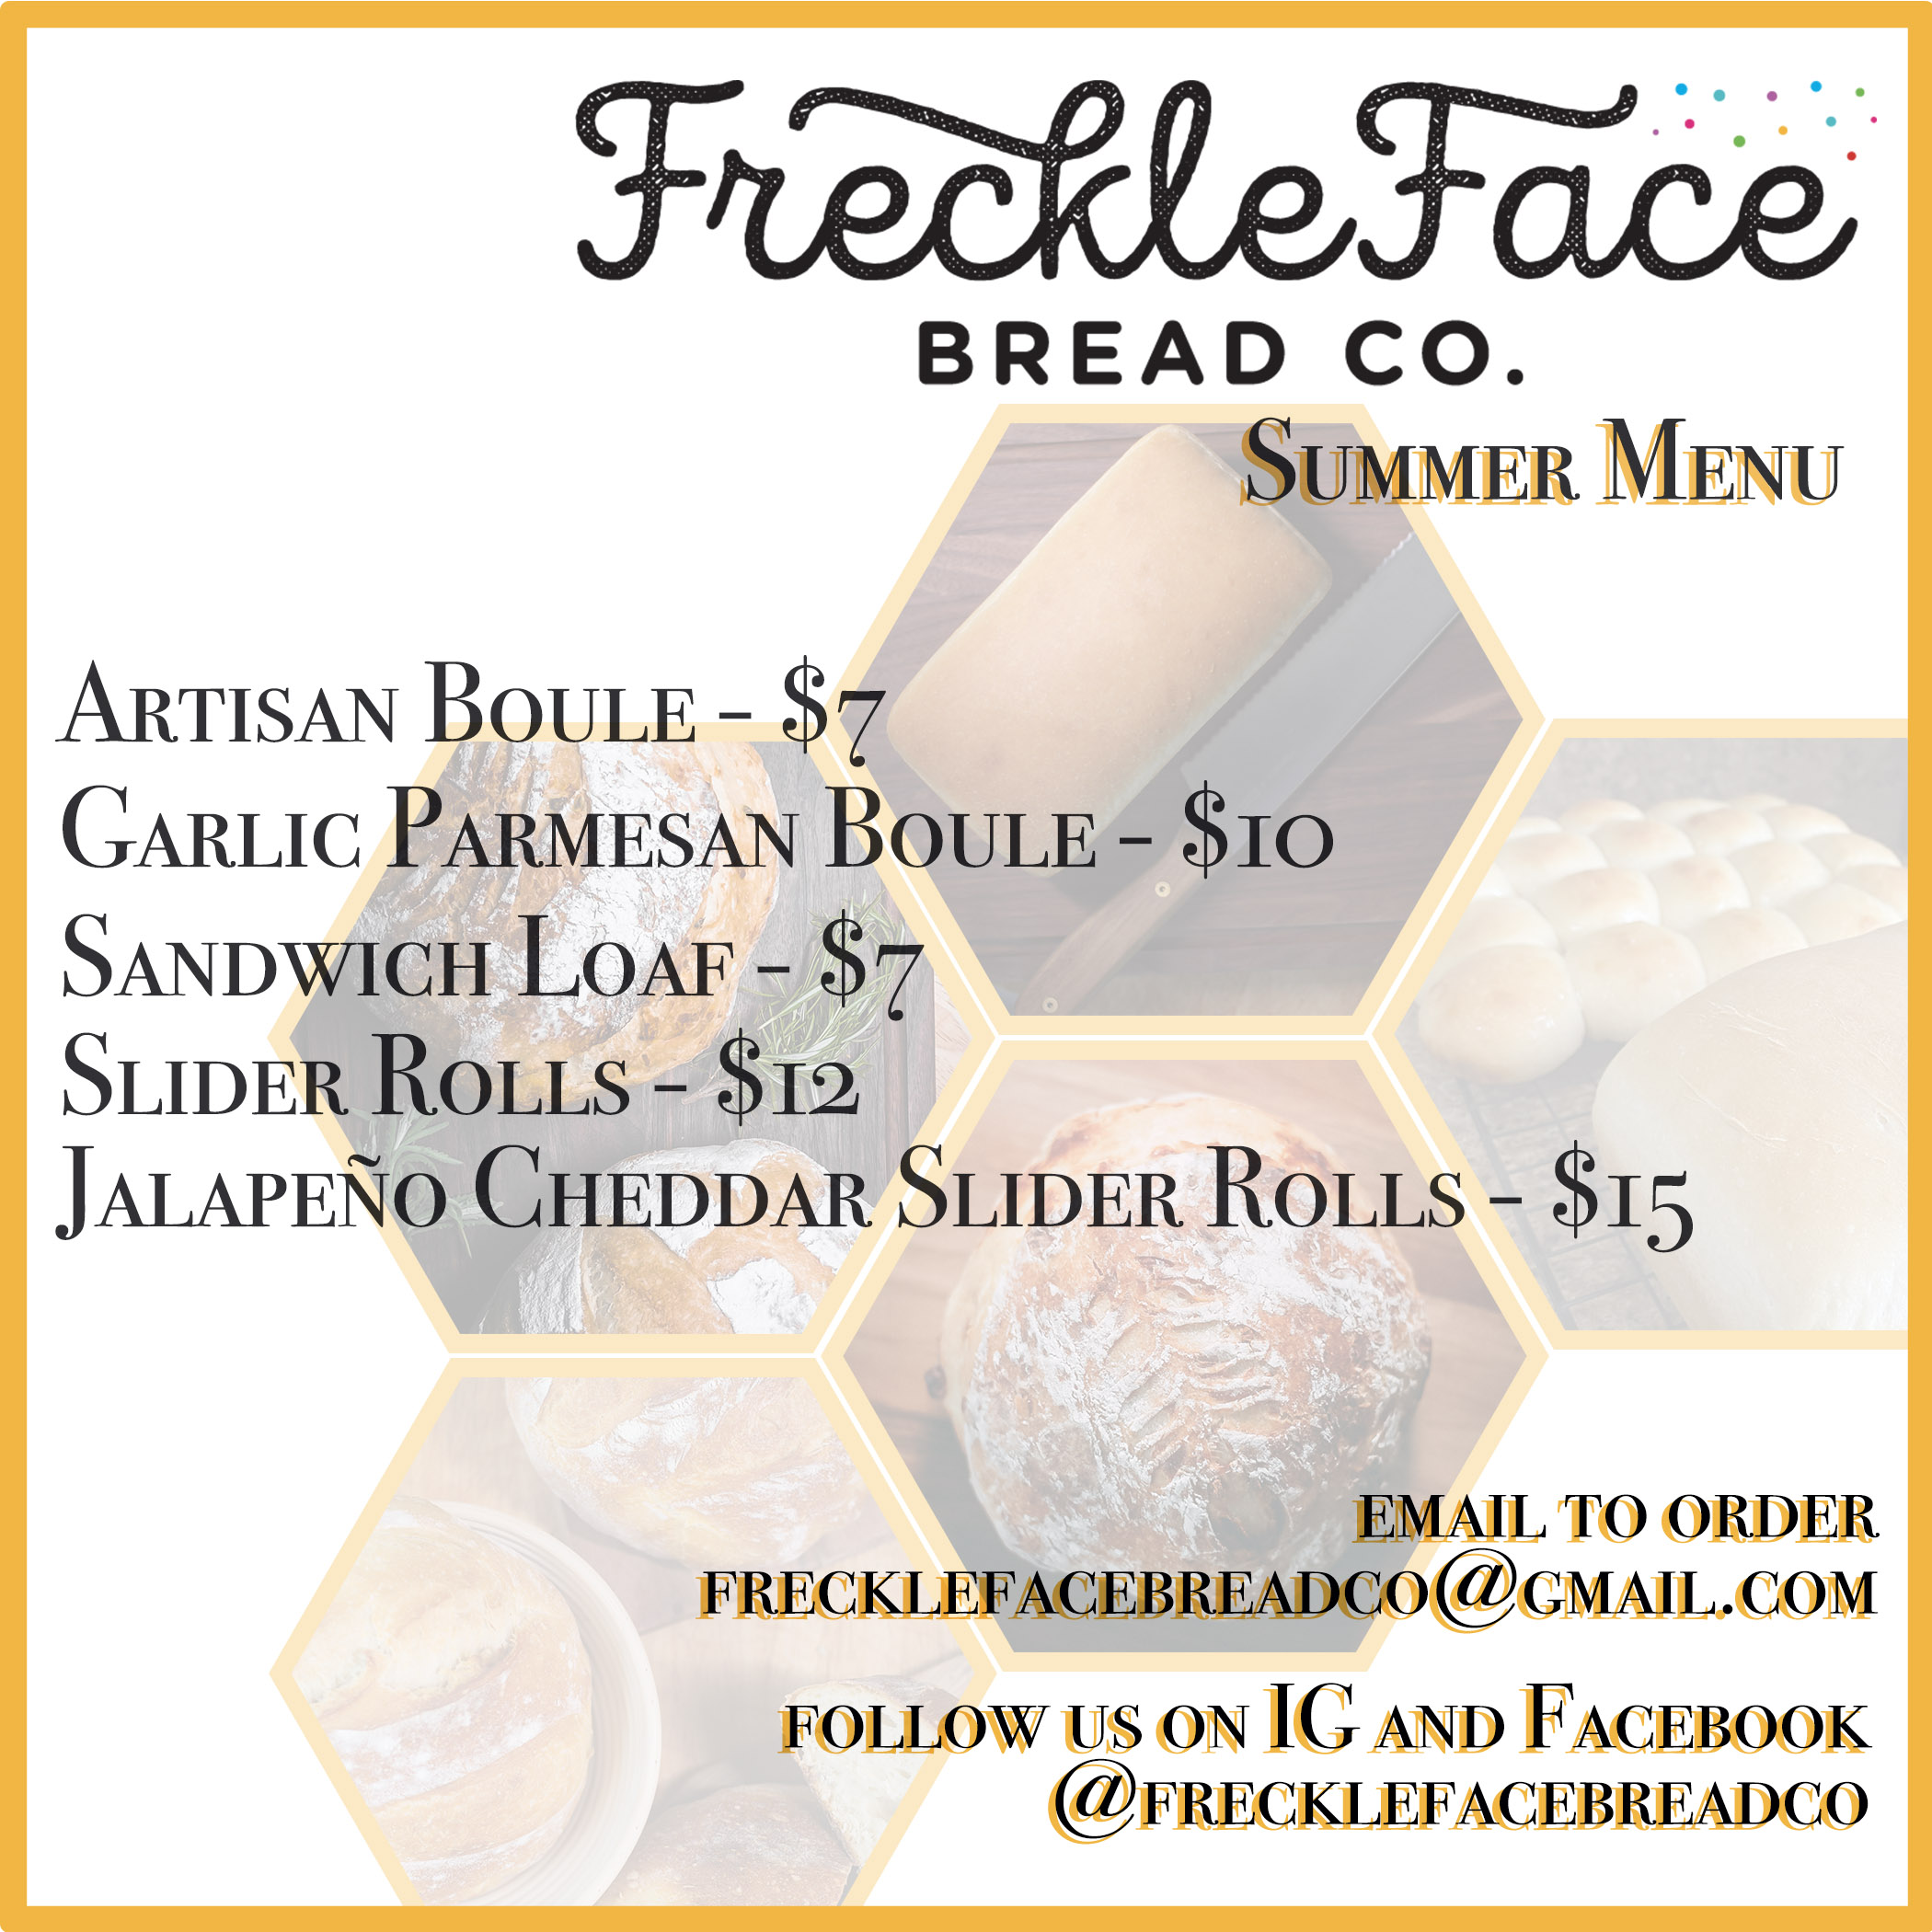 FreckleFace
BREAD CO.
Summer Menu
Artisan Boule - $7
Garlic Parmesan Boule - $10
Sandwich Loaf - $7
Slider Rolls - $12
Jalapeño Cheddar Slider Rolls - $15
email to order
frecklefacebreadco@gmail.com
follow us on IG and Facebook
@frecklefacebreadco